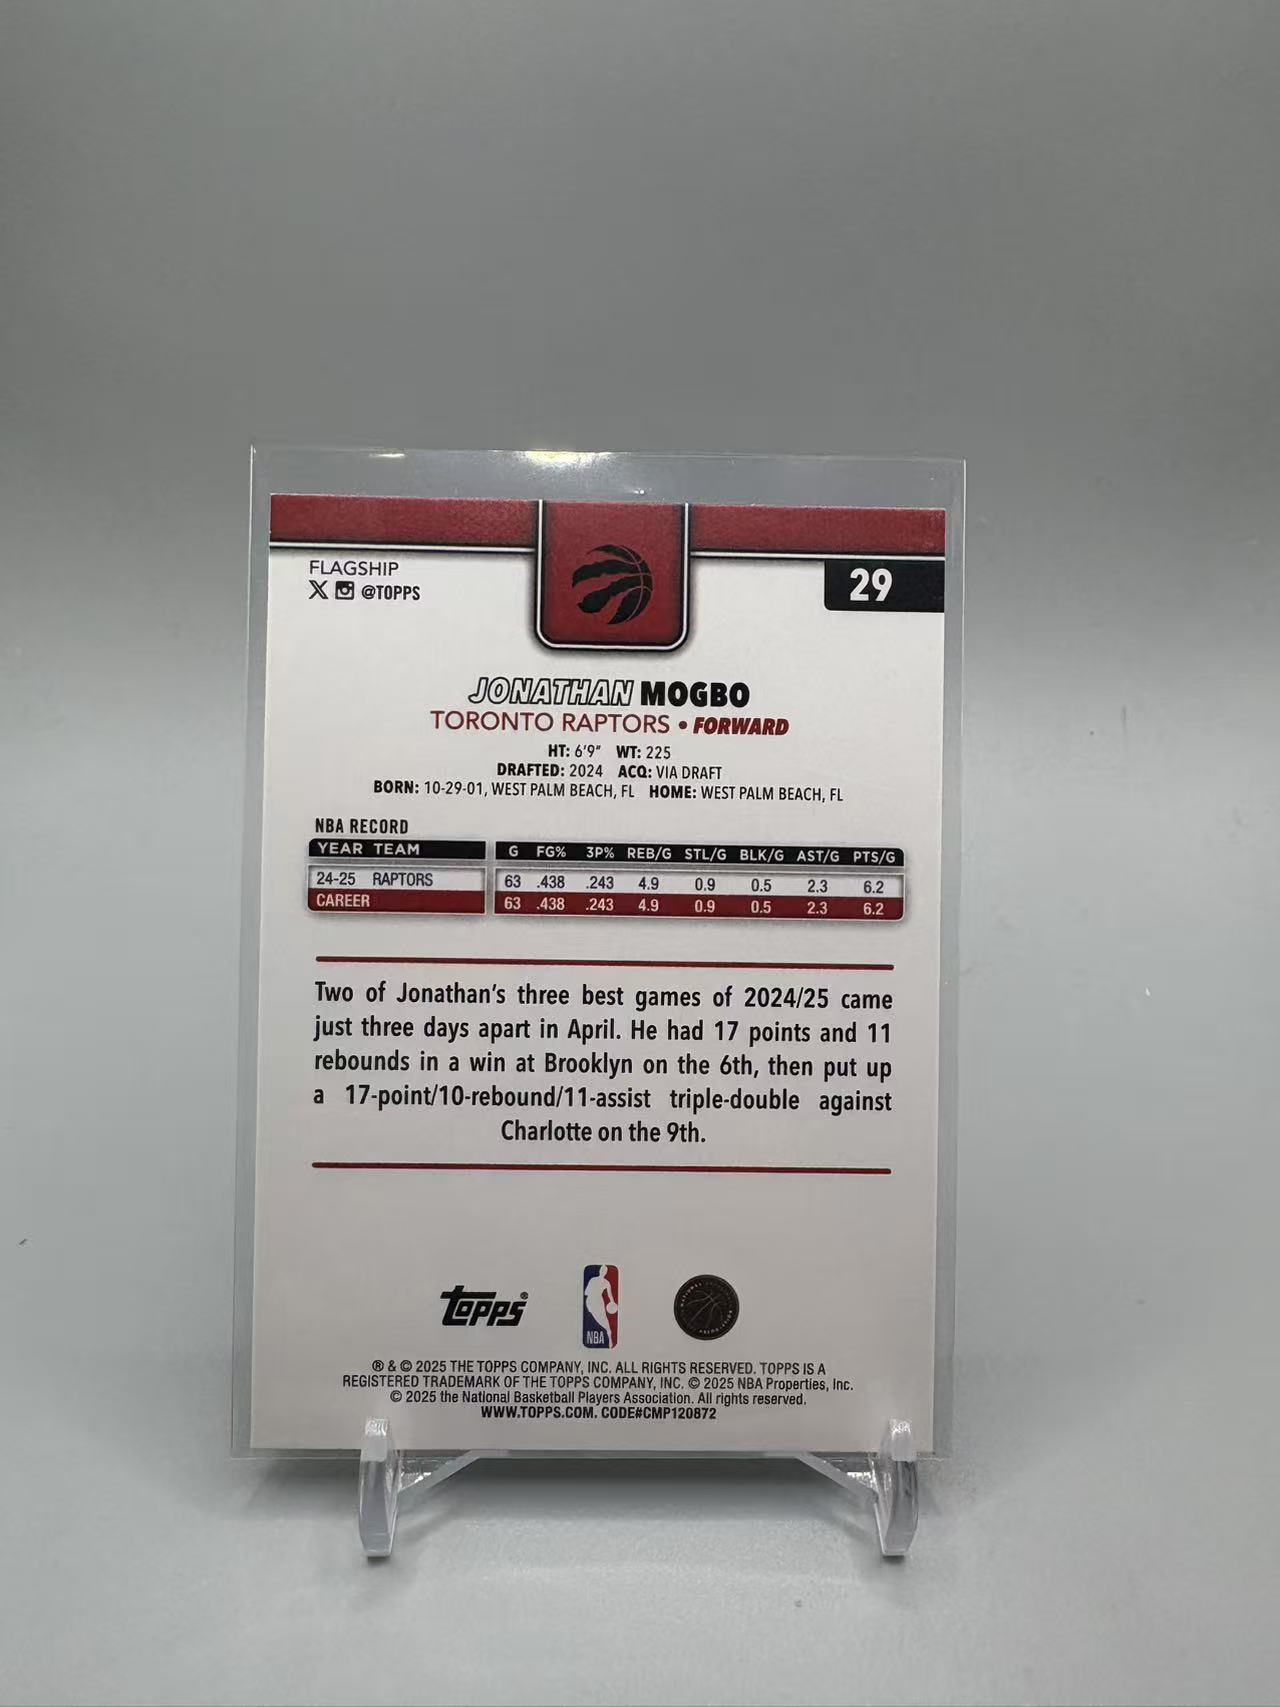 FLAGSHIP
X @TOPPS
29
JONATHAN MOGBO
TORONTO RAPTORS • FORWARD
HT: 6'9" WT: 225
DRAFTED: 2024 ACQ: VIA DRAFT
BORN: 10-29-01, WEST PALM BEACH, FL HOME: WEST PALM BEACH, FL
NBA RECORD
YEAR TEAM G FG% 3P% REB/G STL/G BLK/G AST/G PTS/G
24-25 RAPTORS 63 .438 .243 4.9 0.9 0.5 2.3 6.2
CAREER 63 .438 .243 4.9 0.9 0.5 2.3 6.2
Two of Jonathan's three best games of 2024/25 came
just three days apart in April. He had 17 points and 11
rebounds in a win at Brooklyn on the 6th, then put up
a 17-point/10-rebound/11-assist triple-double against
Charlotte on the 9th.
topps®
NBA
® & © 2025 THE TOPPS COMPANY, INC. ALL RIGHTS RESERVED. TOPPS IS A
REGISTERED TRADEMARK OF THE TOPPS COMPANY, INC. © 2025 NBA Properties, Inc.
© 2025 the National Basketball Players Association. All rights reserved.
WWW.TOPPS.COM. CODE#CMP120872